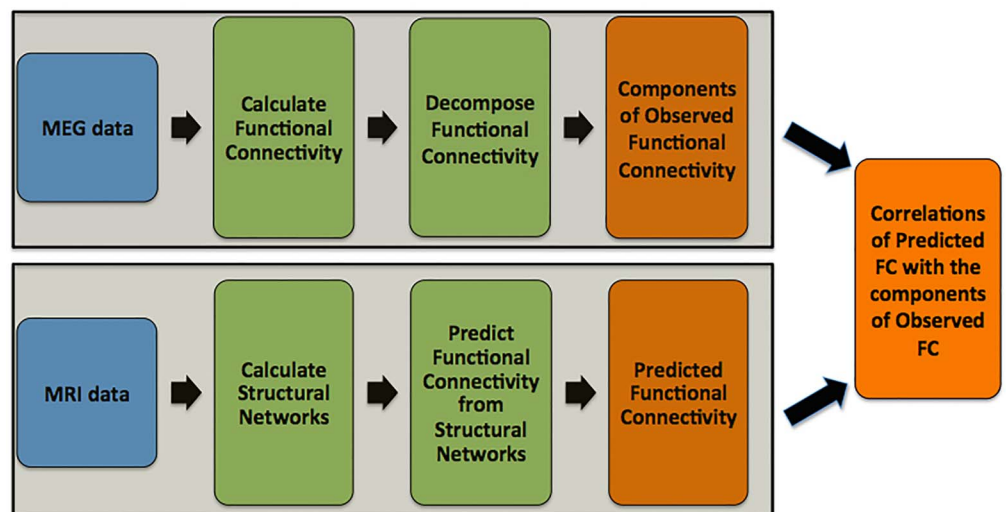 MEG data
Calculate
Functional
Connectivity
Decompose
Functional
Connectivity
Components
of Observed
Functional
Connectivity
MRI data
Calculate
Structural
Networks
Predict
Functional
Connectivity
from
Structural
Networks
Predicted
Functional
Connectivity
Correlations
of Predicted
FC with the
components
of Observed
FC